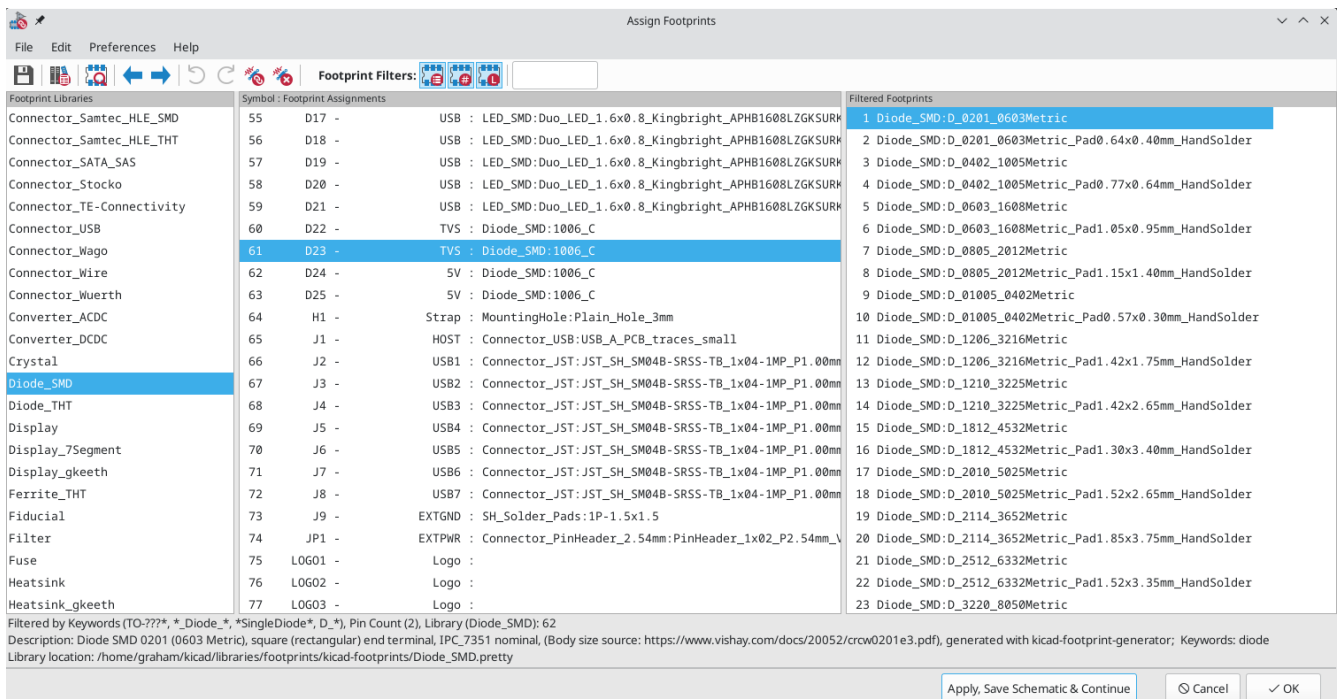 Assign Footprints
File Edit Preferences Help
Footprint Filters:
Footprint Libraries
Connector_Samtec_HLE_SMD
Connector_Samtec_HLE_THT
Connector_SATA_SAS
Connector_Stocko
Connector_TE-Connectivity
Connector_USB
Connector_Wago
Connector_Wire
Connector_Wuerth
Converter_ACDC
Converter_DCDC
Crystal
Diode_SMD
Diode_THT
Display
Display_7Segment
Display_gkeeth
Ferrite_THT
Fiducial
Filter
Fuse
Heatsink
Heatsink_gkeeth
Symbol : Footprint Assignments
55 D17 - USB : LED_SMD:Duo_LED_1.6x0.8_Kingbright_APHB1608LZGKSURK
56 D18 - USB : LED_SMD:Duo_LED_1.6x0.8_Kingbright_APHB1608LZGKSURK
57 D19 - USB : LED_SMD:Duo_LED_1.6x0.8_Kingbright_APHB1608LZGKSURK
58 D20 - USB : LED_SMD:Duo_LED_1.6x0.8_Kingbright_APHB1608LZGKSURK
59 D21 - USB : LED_SMD:Duo_LED_1.6x0.8_Kingbright_APHB1608LZGKSURK
60 D22 - TVS : Diode_SMD:1006_C
61 D23 - TVS : Diode_SMD:1006_C
62 D24 - 5V : Diode_SMD:1006_C
63 D25 - 5V : Diode_SMD:1006_C
64 H1 - Strap : MountingHole:Plain_Hole_3mm
65 J1 - HOST : Connector_USB:USB_A_PCB_traces_small
66 J2 - USB1 : Connector_JST:JST_SH_SM04B-SRSS-TB_1x04-1MP_P1.00mm
67 J3 - USB2 : Connector_JST:JST_SH_SM04B-SRSS-TB_1x04-1MP_P1.00mm
68 J4 - USB3 : Connector_JST:JST_SH_SM04B-SRSS-TB_1x04-1MP_P1.00mm
69 J5 - USB4 : Connector_JST:JST_SH_SM04B-SRSS-TB_1x04-1MP_P1.00mm
70 J6 - USB5 : Connector_JST:JST_SH_SM04B-SRSS-TB_1x04-1MP_P1.00mm
71 J7 - USB6 : Connector_JST:JST_SH_SM04B-SRSS-TB_1x04-1MP_P1.00mm
72 J8 - USB7 : Connector_JST:JST_SH_SM04B-SRSS-TB_1x04-1MP_P1.00mm
73 J9 - EXTGND : SH_Solder_Pads:1P-1.5x1.5
74 JP1 - EXTPWR : Connector_PinHeader_2.54mm:PinHeader_1x02_P2.54mm_V
75 LOGO1 - Logo :
76 LOGO2 - Logo :
77 LOGO3 - Logo :
Filtered Footprints
1 Diode_SMD:D_0201_0603Metric
2 Diode_SMD:D_0201_0603Metric_Pad0.64x0.40mm_HandSolder
3 Diode_SMD:D_0402_1005Metric
4 Diode_SMD:D_0402_1005Metric_Pad0.77x0.64mm_HandSolder
5 Diode_SMD:D_0603_1608Metric
6 Diode_SMD:D_0603_1608Metric_Pad1.05x0.95mm_HandSolder
7 Diode_SMD:D_0805_2012Metric
8 Diode_SMD:D_0805_2012Metric_Pad1.15x1.40mm_HandSolder
9 Diode_SMD:D_01005_0402Metric
10 Diode_SMD:D_01005_0402Metric_Pad0.57x0.30mm_HandSolder
11 Diode_SMD:D_1206_3216Metric
12 Diode_SMD:D_1206_3216Metric_Pad1.42x1.75mm_HandSolder
13 Diode_SMD:D_1210_3225Metric
14 Diode_SMD:D_1210_3225Metric_Pad1.42x2.65mm_HandSolder
15 Diode_SMD:D_1812_4532Metric
16 Diode_SMD:D_1812_4532Metric_Pad1.30x3.40mm_HandSolder
17 Diode_SMD:D_2010_5025Metric
18 Diode_SMD:D_2010_5025Metric_Pad1.52x2.65mm_HandSolder
19 Diode_SMD:D_2114_3652Metric
20 Diode_SMD:D_2114_3652Metric_Pad1.85x3.75mm_HandSolder
21 Diode_SMD:D_2512_6332Metric
22 Diode_SMD:D_2512_6332Metric_Pad1.52x3.35mm_HandSolder
23 Diode_SMD:D_3220_8050Metric
Filtered by Keywords (TO-???*, *_Diode_*, *SingleDiode*, D_*), Pin Count (2), Library (Diode_SMD): 62
Description: Diode SMD 0201 (0603 Metric), square (rectangular) end terminal, IPC_7351 nominal, (Body size source: https://www.vishay.com/docs/20052/crcw0201e3.pdf), generated with kicad-footprint-generator; Keywords: diode
Library location: /home/graham/kicad/libraries/footprints/kicad-footprints/Diode_SMD.pretty
Apply, Save Schematic & Continue
Cancel
OK